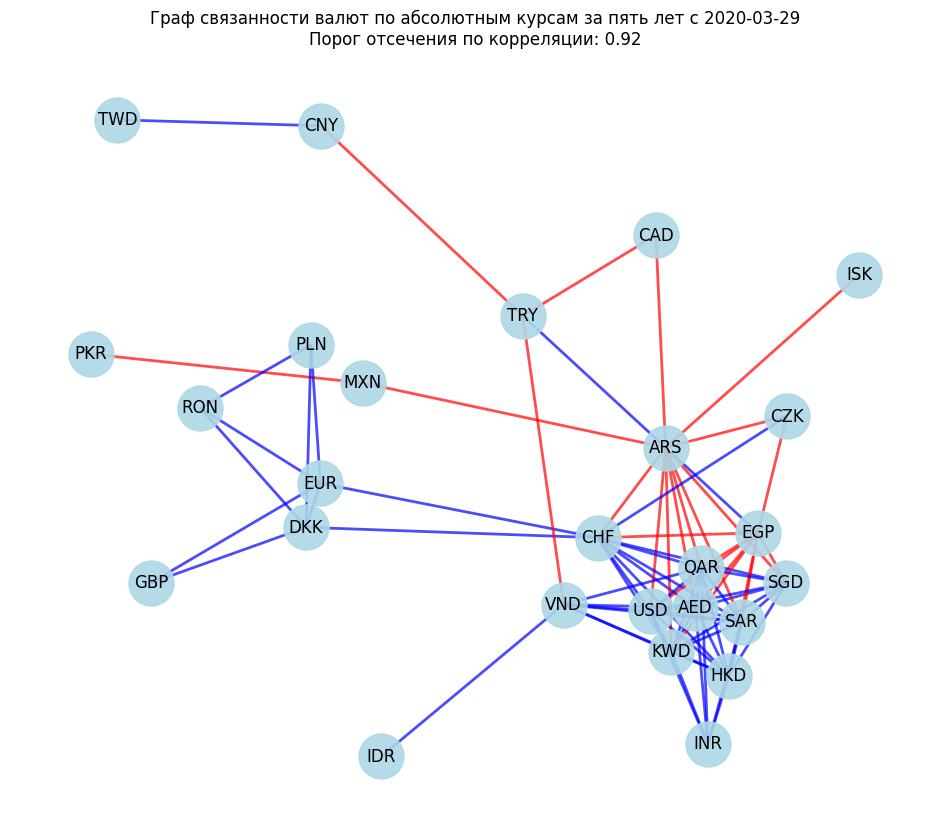 Граф связанности валют по абсолютным курсам за пять лет с 2020-03-29
Порог отсечения по корреляции: 0.92
TWD
CNY
CAD
ISK
TRY
PLN
PKR
MXN
RON
CZK
ARS
EUR
DKK
EGP
CHF
QAR
SGD
GBP
VND
USD
AED
SAR
KWD
HKD
INR
IDR